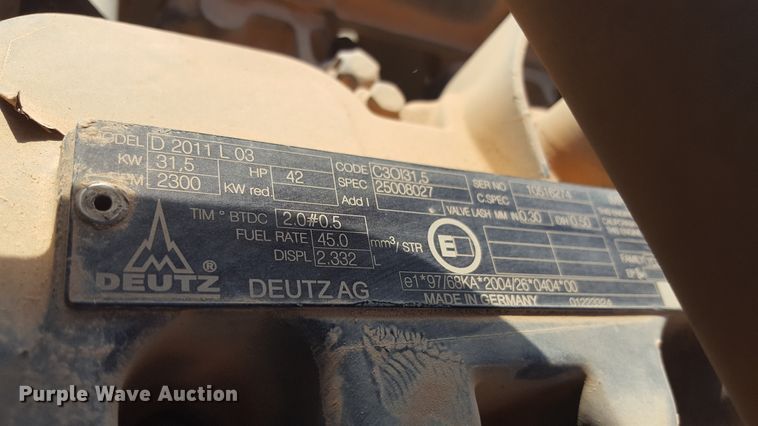 MODEL D 2011 L 03
KW 31,5 HP 42 CODE C3OI31,5 SER NO 10518274
2300 KW red. SPEC 25008027 C.SPEC
Add I VALVE LASH MM IN 0.30 0.50
TIM ° BTDC 2.0#0.5
FUEL RATE 45.0 mm³/STR
DISPL 2.332 L
E
DEUTZ ® DEUTZ AG e1*97/68KA*2004/26*0404*00
MADE IN GERMANY
Purple Wave Auction